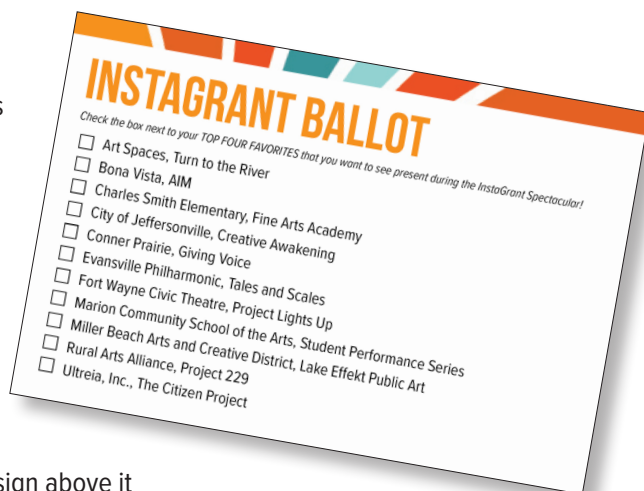 s
INSTAGRANT BALLOT
Check the box next to your TOP FOUR FAVORITES that you want to see present during the InstaGrant Spectacular!
Art Spaces, Turn to the River
Bona Vista, AIM
Charles Smith Elementary, Fine Arts Academy
City of Jeffersonville, Creative Awakening
Conner Prairie, Giving Voice
Evansville Philharmonic, Tales and Scales
Fort Wayne Civic Theatre, Project Lights Up
Marion Community School of the Arts, Student Performance Series
Miller Beach Arts and Creative District, Lake Effekt Public Art
Rural Arts Alliance, Project 229
Ultreia, Inc., The Citizen Project
sign above it